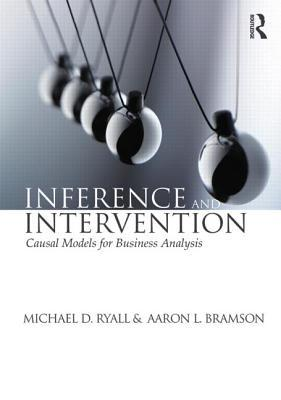 ROUTLEDGE
INFERENCE AND
INTERVENTION
Causal Models for Business Analysis
MICHAEL D. RYALL & AARON L. BRAMSON